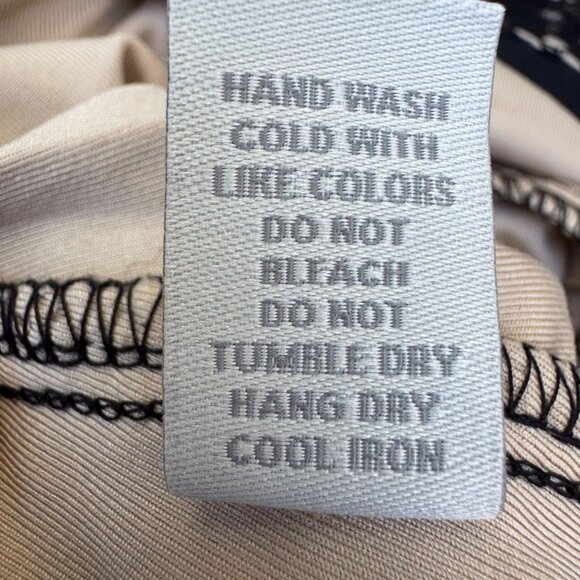 HAND WASH
COLD WITH
LIKE COLORS
DO NOT
BLEACH
DO NOT
TUMBLE DRY
HANG DRY
COOL IRON